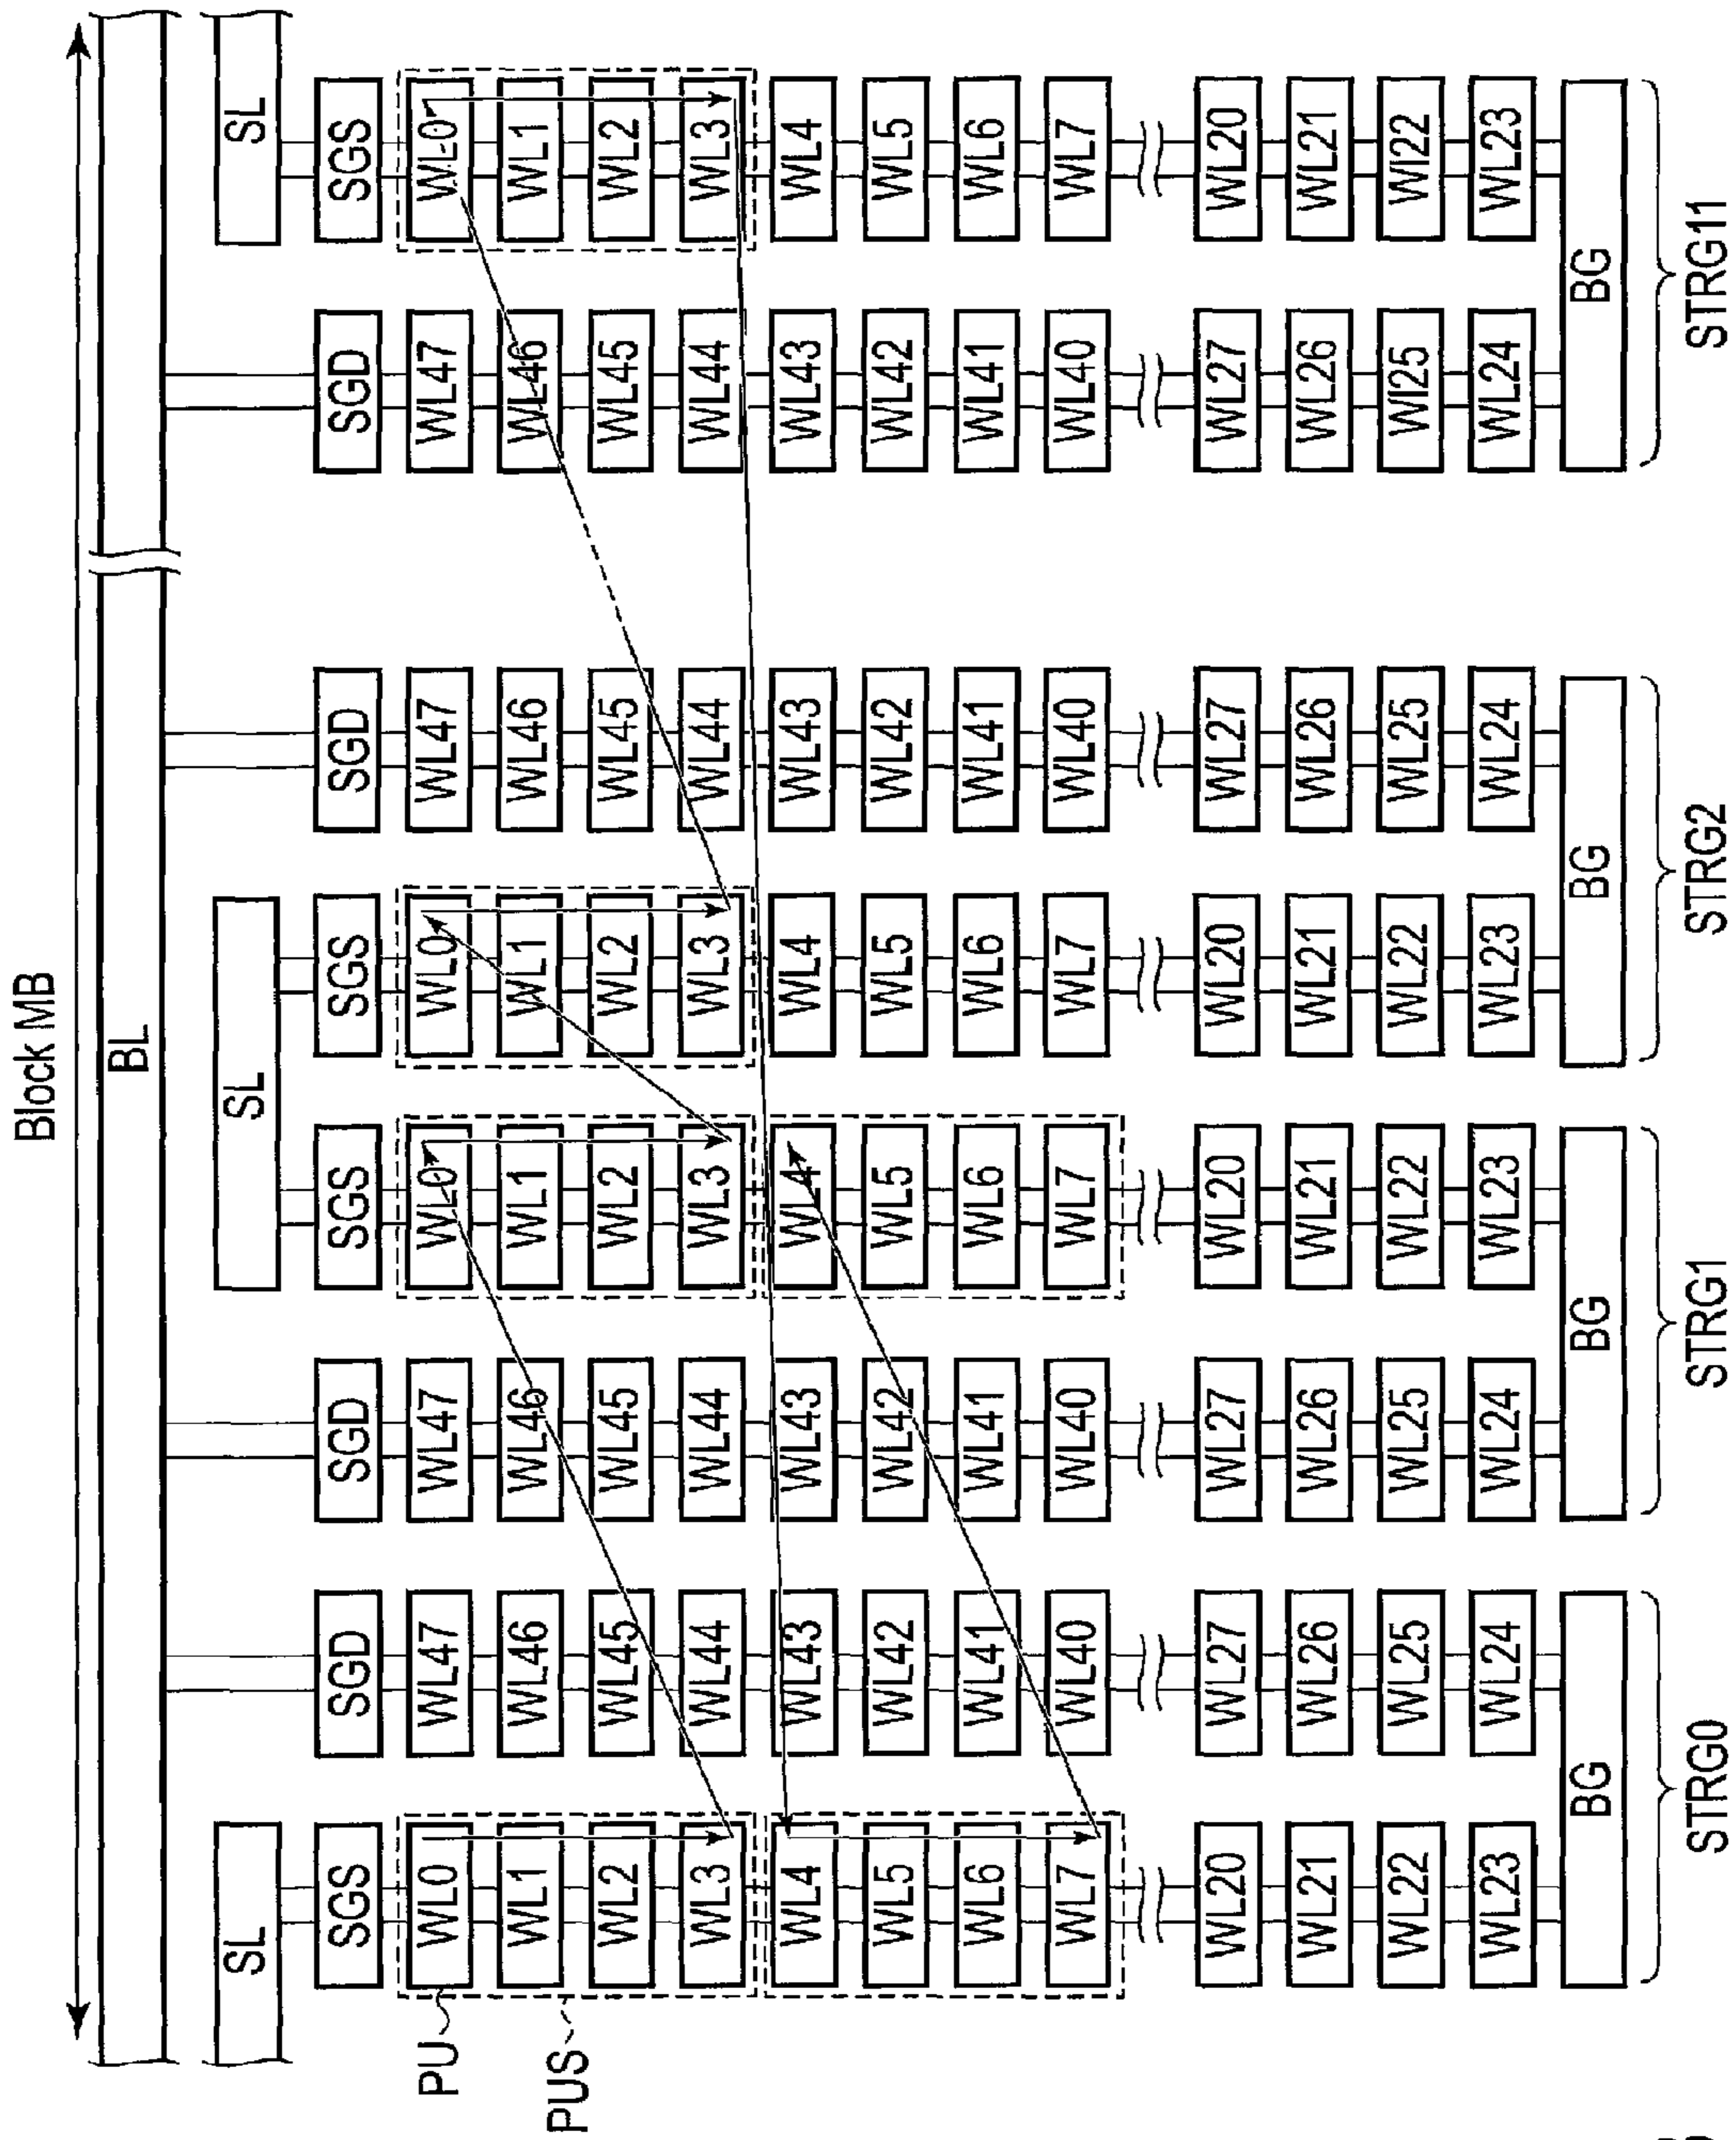 Block MB
BL
SL SL SL
SGS SGD SGD SGS SGS SGD SGD SGS
PU WL0 WL47 WL47 WL0 WL0 WL47 WL47 WL0
WL1 WL46 WL46 WL1 WL1 WL46 WL46 WL1
PUS
WL2 WL45 WL45 WL2 WL2 WL45 WL45 WL2
WL3 WL44 WL44 WL3 WL3 WL44 WL44 WL3
WL4 WL43 WL43 WL4 WL4 WL43 WL43 WL4
WL5 WL42 WL42 WL5 WL5 WL42 WL42 WL5
WL6 WL41 WL41 WL6 WL6 WL41 WL41 WL6
WL7 WL40 WL40 WL7 WL7 WL40 WL40 WL7
WL20 WL27 WL27 WL20 WL20 WL27 WL27 WL20
WL21 WL26 WL26 WL21 WL21 WL26 WL26 WL21
WL22 WL25 WL25 WL22 WL22 WL25 WI25 WI22
WL23 WL24 WL24 WL23 WL23 WL24 WL24 WL23
BG BG BG BG
STRG0 STRG1 STRG2 STRG11